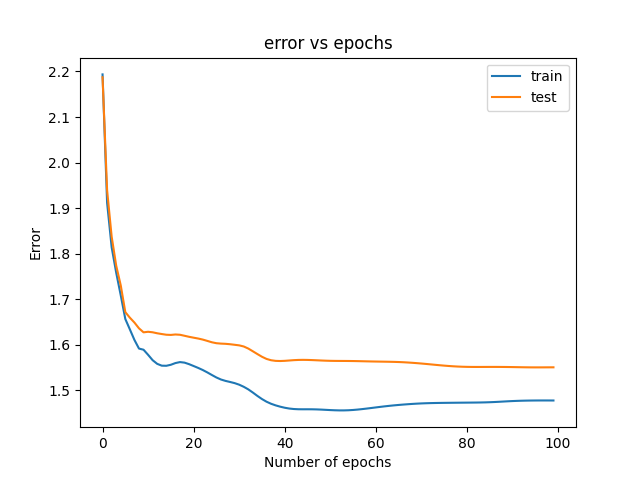 error vs epochs
train
test
Error
2.2
2.1
2.0
1.9
1.8
1.7
1.6
1.5
0 20 40 60 80 100
Number of epochs